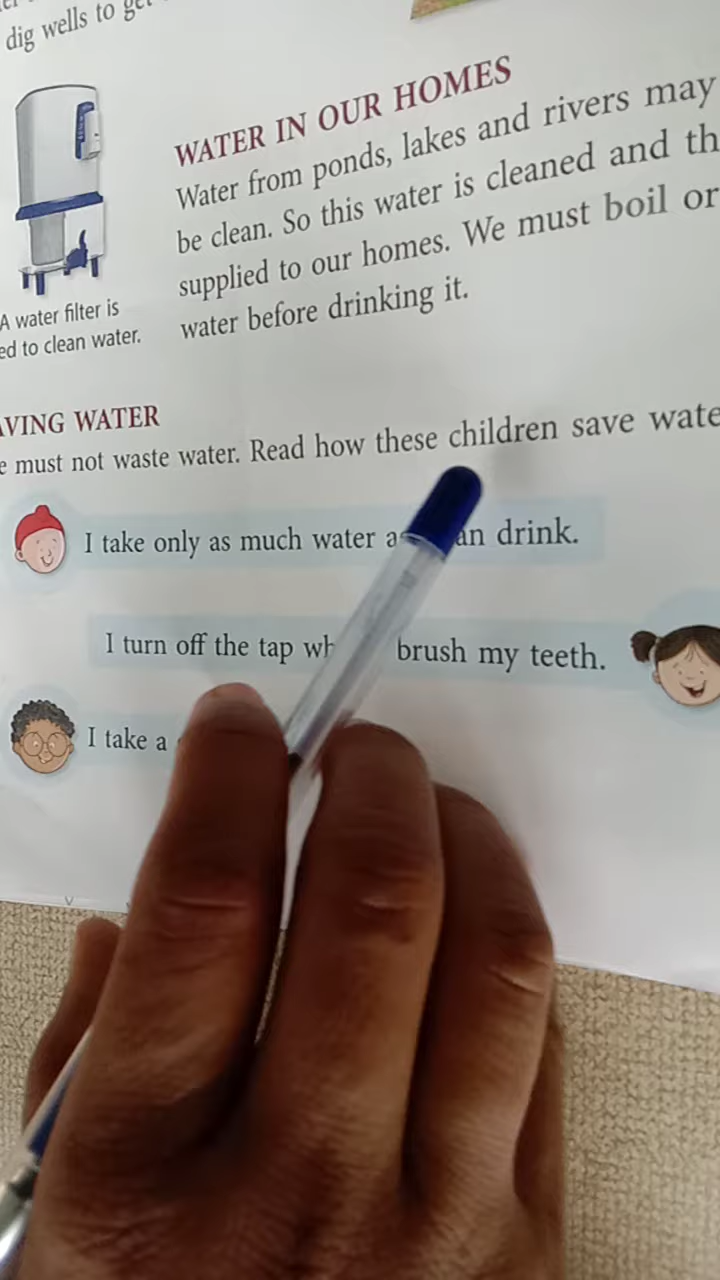 dig wells to get
WATER IN OUR HOMES
Water from ponds, lakes and rivers may
be clean. So this water is cleaned and th
supplied to our homes. We must boil or
water before drinking it.
A water filter is
ed to clean water.
AVING WATER
e must not waste water. Read how these children save wate
I take only as much water a an drink.
I turn off the tap wh brush my teeth.
I take a